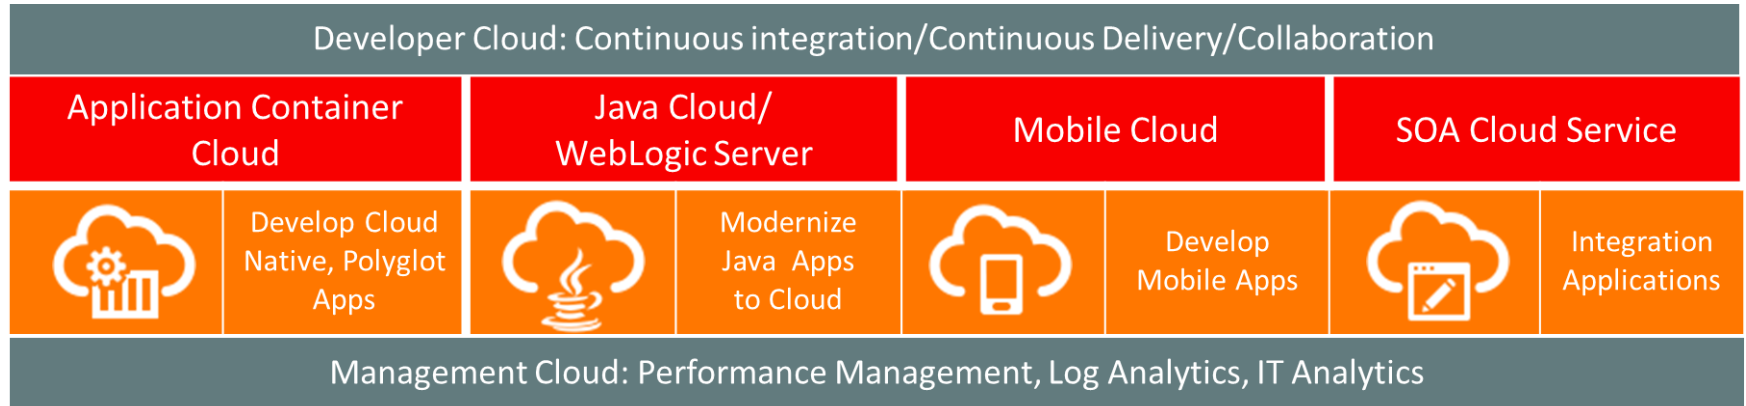 Developer Cloud: Continuous integration/Continuous Delivery/Collaboration
Application Container
Cloud
Java Cloud/
WebLogic Server
Mobile Cloud
SOA Cloud Service
Develop Cloud
Native, Polyglot
Apps
Modernize
Java Apps
to Cloud
Develop
Mobile Apps
Integration
Applications
Management Cloud: Performance Management, Log Analytics, IT Analytics